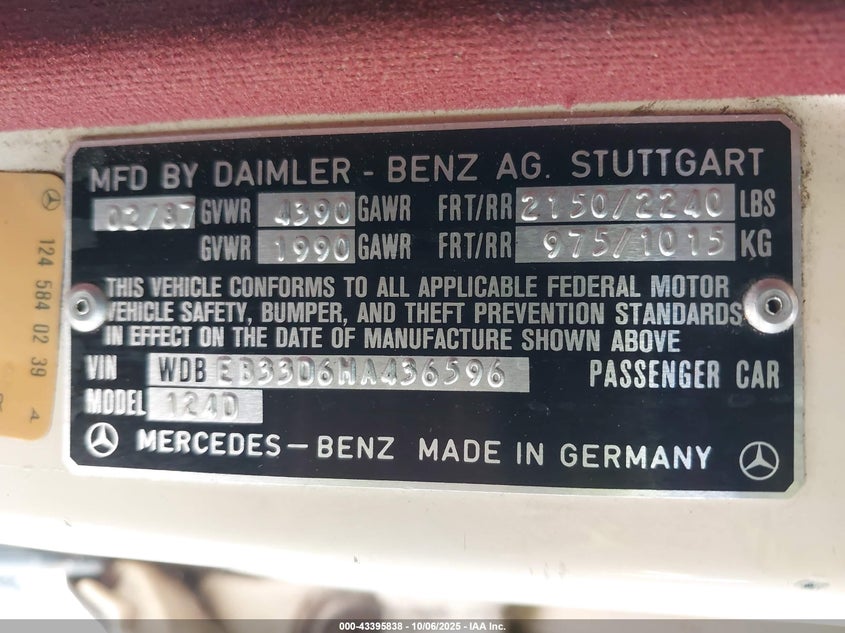 MFD BY DAIMLER - BENZ AG. STUTTGART
02/87 GVWR 4390 GAWR FRT/RR 2150/2240 LBS
GVWR 1990 GAWR FRT/RR 975/1015 KG
THIS VEHICLE CONFORMS TO ALL APPLICABLE FEDERAL MOTOR
VEHICLE SAFETY, BUMPER, AND THEFT PREVENTION STANDARDS
IN EFFECT ON THE DATE OF MANUFACTURE SHOWN ABOVE
VIN WDB EB33D6HA436596 PASSENGER CAR
MODEL 124D
MERCEDES-BENZ MADE IN GERMANY
124 584 02 39
000-43395838 - 10/06/2025 - IAA Inc.